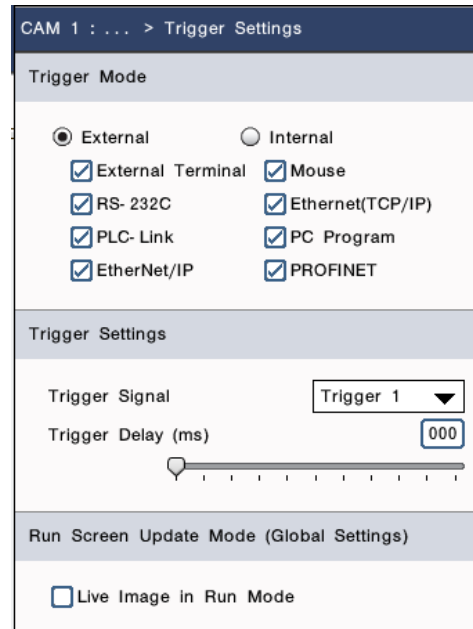 CAM 1 : ... > Trigger Settings
Trigger Mode
External Internal
External Terminal Mouse
RS-232C Ethernet(TCP/IP)
PLC-Link PC Program
EtherNet/IP PROFINET
Trigger Settings
Trigger Signal Trigger 1
Trigger Delay (ms) 000
Run Screen Update Mode (Global Settings)
Live Image in Run Mode